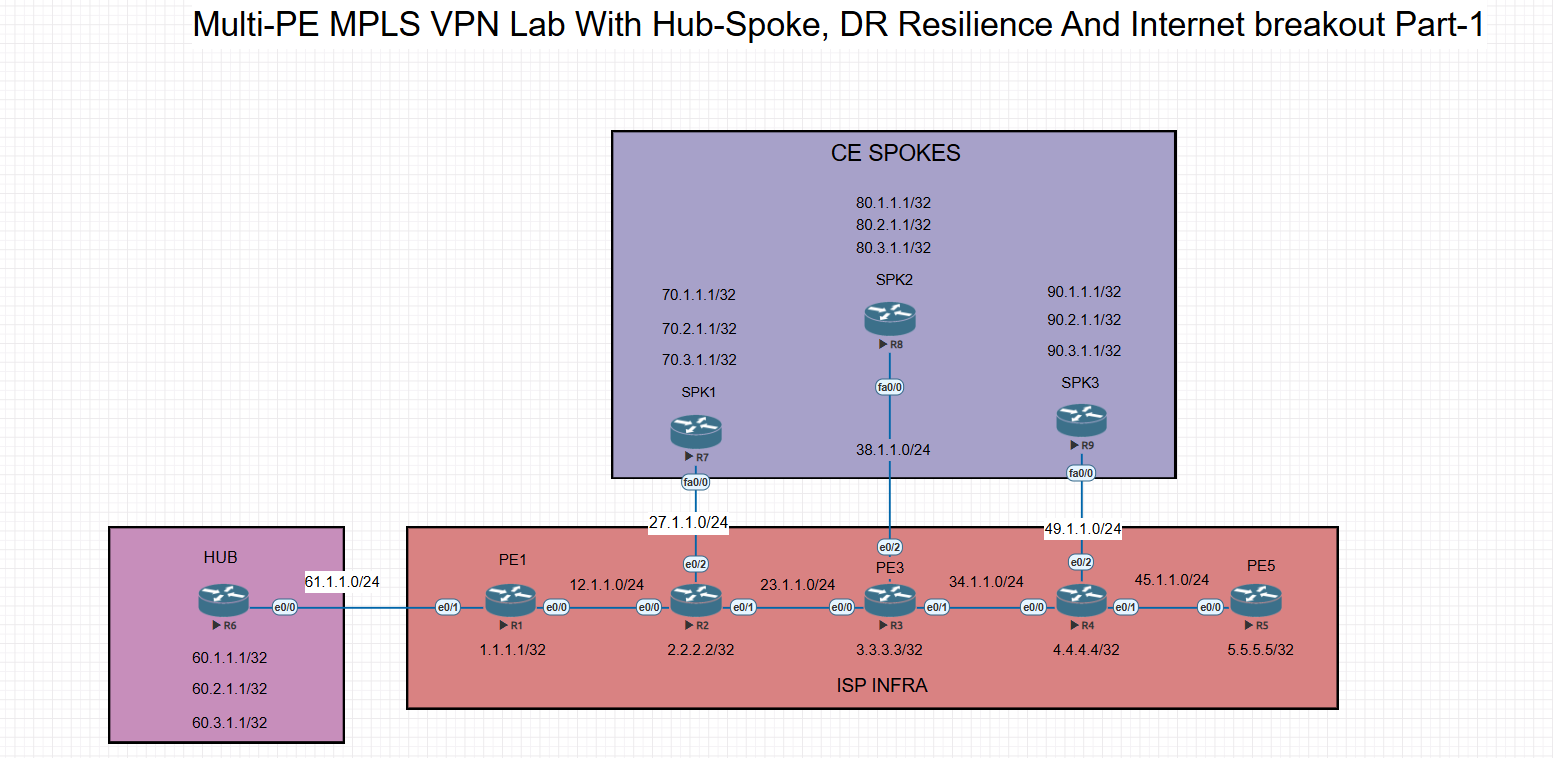 Multi-PE MPLS VPN Lab With Hub-Spoke, DR Resilience And Internet breakout Part-1
CE SPOKES
80.1.1.1/32
80.2.1.1/32
80.3.1.1/32
SPK2
R8
fa0/0
38.1.1.0/24
70.1.1.1/32
70.2.1.1/32
70.3.1.1/32
SPK1
R7
fa0/0
27.1.1.0/24
90.1.1.1/32
90.2.1.1/32
90.3.1.1/32
SPK3
R9
fa0/0
49.1.1.0/24
HUB
R6
60.1.1.1/32
60.2.1.1/32
60.3.1.1/32
e0/0
61.1.1.0/24
e0/1
PE1
R1
1.1.1.1/32
e0/0
12.1.1.0/24
e0/0
e0/2
R2
2.2.2.2/32
e0/1
23.1.1.0/24
e0/0
e0/2
PE3
R3
3.3.3.3/32
e0/1
34.1.1.0/24
e0/0
e0/2
R4
4.4.4.4/32
e0/1
45.1.1.0/24
e0/0
PE5
R5
5.5.5.5/32
ISP INFRA